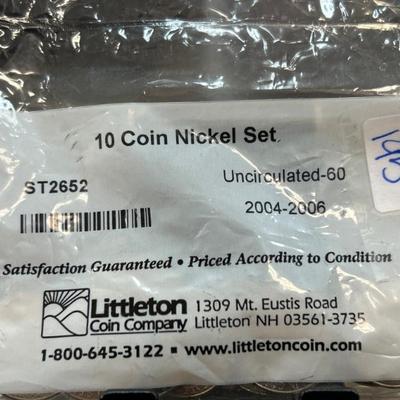 10 Coin Nickel Set
ST2652
Uncirculated-60
2004-2006
Satisfaction Guaranteed • Priced According to Condition
Littleton
Coin Company
1309 Mt. Eustis Road
Littleton NH 03561-3735
1-800-645-3122 ▪ www.littletoncoin.com